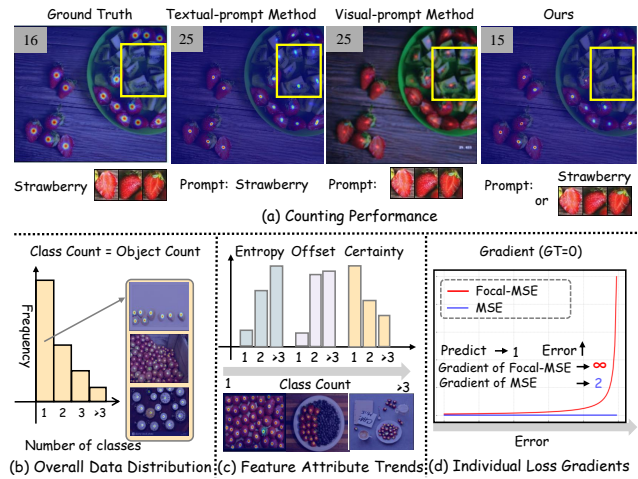 Ground Truth
Textual-prompt Method
Visual-prompt Method
Ours
16
25
25
15
Strawberry
Prompt: Strawberry
Prompt:
Prompt: or
Strawberry
(a) Counting Performance
Class Count = Object Count
Frequency
1 2 3 >3
Number of classes
(b) Overall Data Distribution
Entropy Offset Certainty
1 2 >3 1 2 >3 1 2 >3
1 Class Count >3
(c) Feature Attribute Trends
Gradient (GT=0)
Focal-MSE
MSE
Predict → 1 Error ↑
Gradient of Focal-MSE → ∞
Gradient of MSE → 2
Error
(d) Individual Loss Gradients